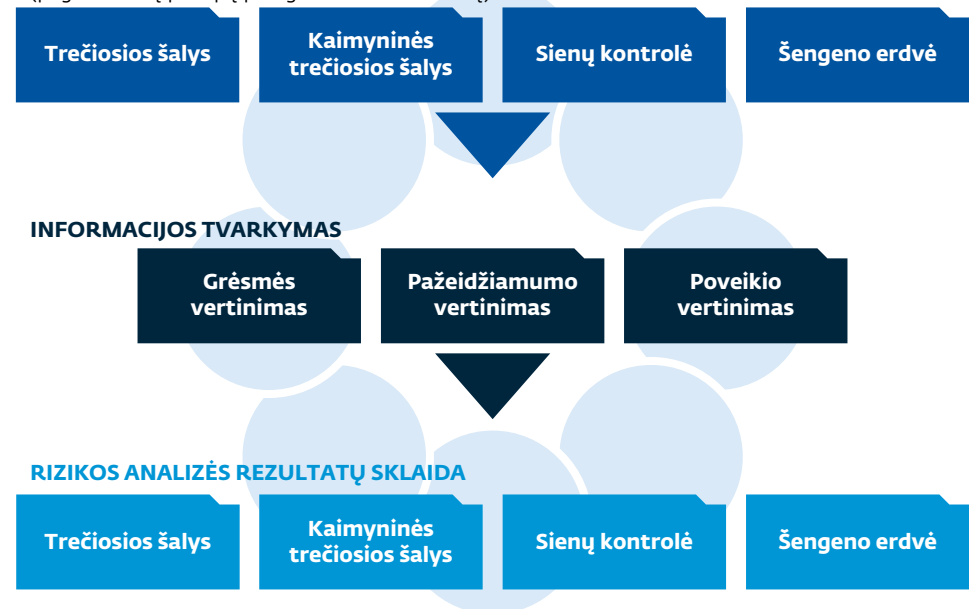 Trečiosios šalys
Kaimyninės
trečiosios šalys
Sienų kontrolė
Šengeno erdvė
INFORMACIJOS TVARKYMAS
Grėsmės
vertinimas
Pažeidžiamumo
vertinimas
Poveikio
vertinimas
RIZIKOS ANALIZĖS REZULTATŲ SKLAIDA
Trečiosios šalys
Kaimyninės
trečiosios šalys
Sienų kontrolė
Šengeno erdvė